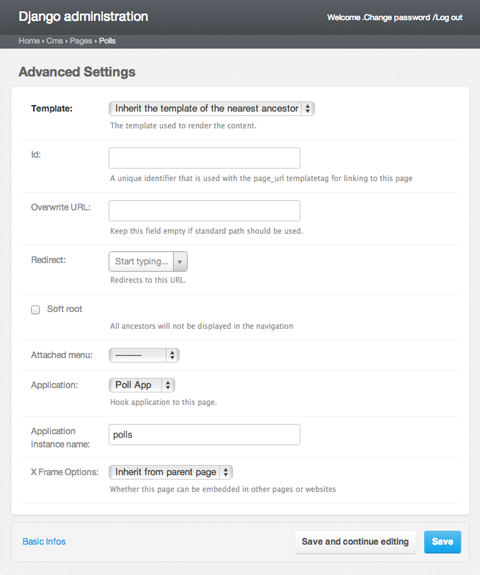 Django administration
Welcome .Change password /Log out
Home › Cms › Pages › Polls
Advanced Settings
Template: Inherit the template of the nearest ancestor
The template used to render the content.
Id:
A unique identifier that is used with the page_url templatetag for linking to this page
Overwrite URL:
Keep this field empty if standard path should be used.
Redirect: Start typing...
Redirects to this URL.
Soft root
All ancestors will not be displayed in the navigation
Attached menu: ---------
Application: Poll App
Hook application to this page.
Application
instance name: polls
X Frame Options: Inherit from parent page
Whether this page can be embedded in other pages or websites
Basic Infos Save and continue editing Save